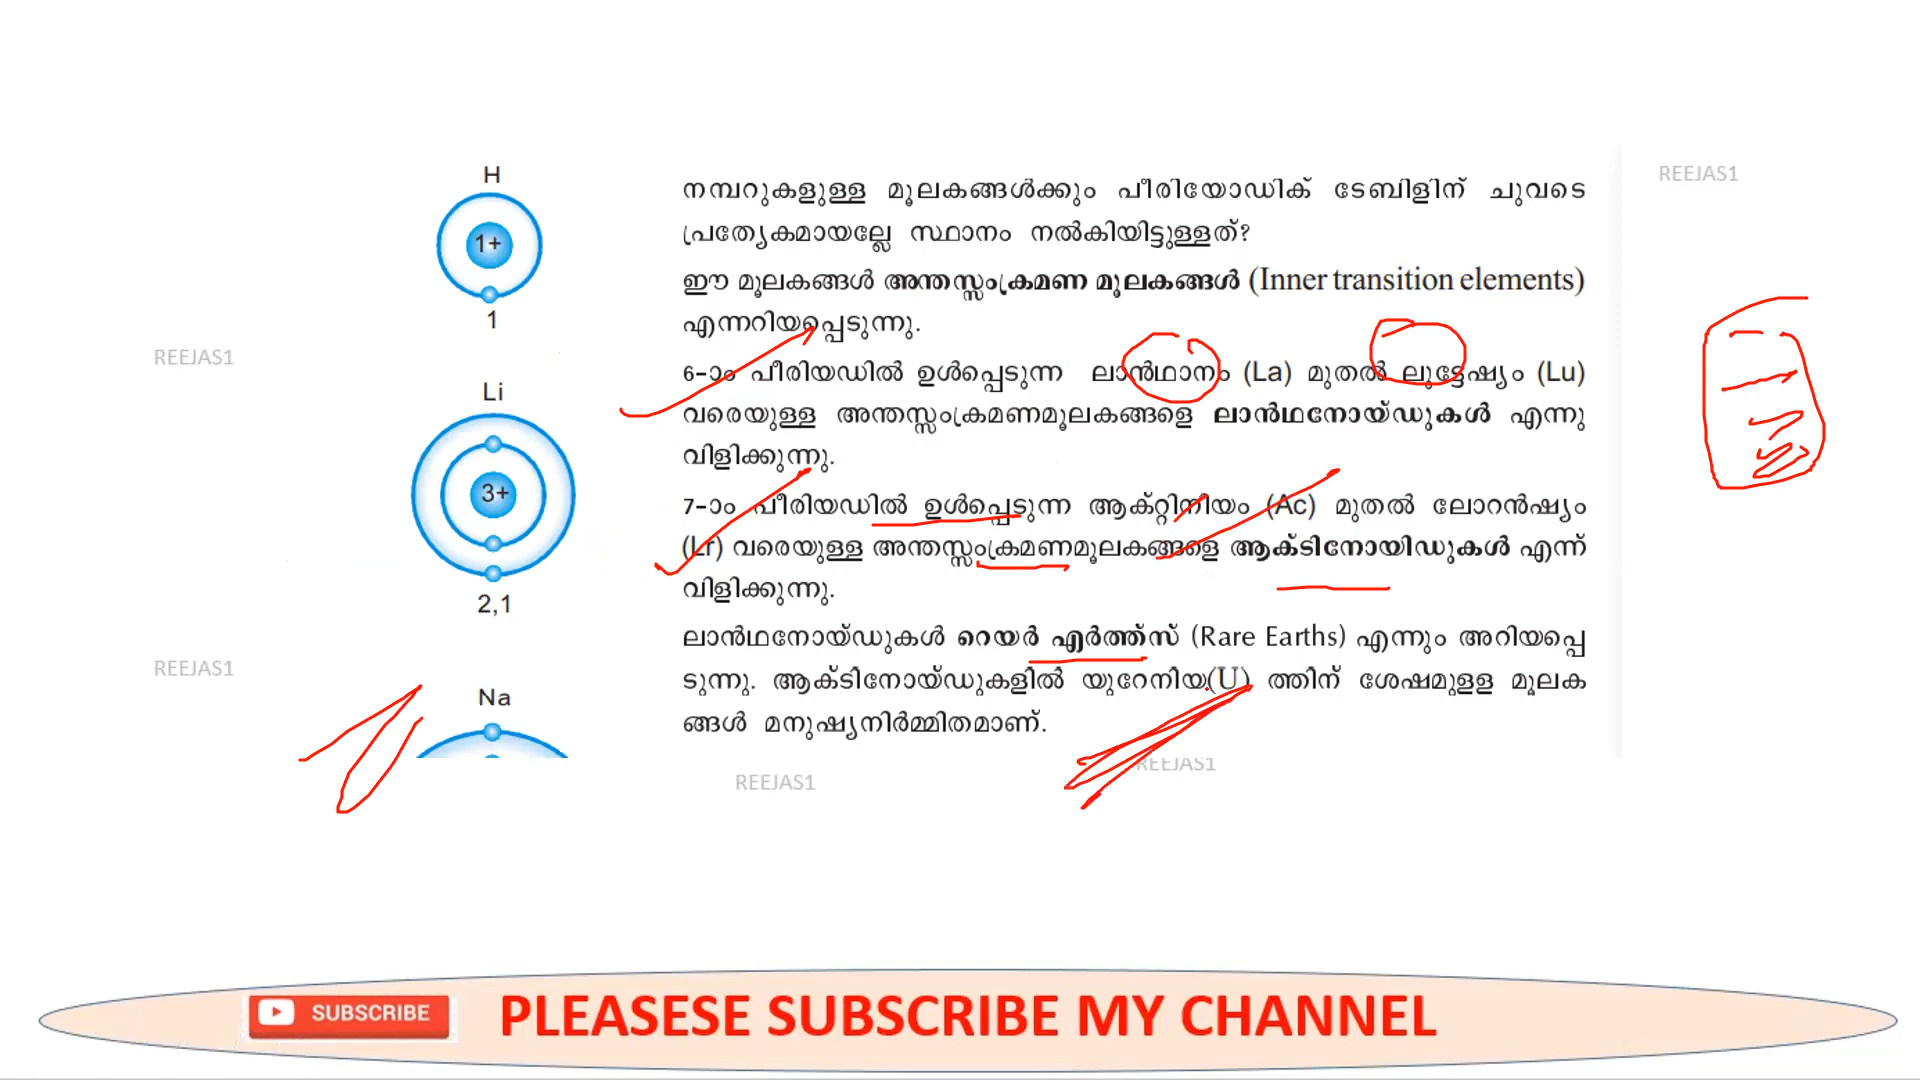 REEJAS1
REEJAS1
REEJAS1
REEJAS1
REEJAS1
H
1+
1
Li
3+
2,1
Na
നമ്പറുകളുള്ള മൂലകങ്ങൾക്കും പീരിയോഡിക് ടേബിളിന് ചുവടെ
പ്രത്യേകമായല്ലേ സ്ഥാനം നൽകിയിട്ടുള്ളത്?
ഈ മൂലകങ്ങൾ അന്തസ്സംക്രമണ മൂലകങ്ങൾ (Inner transition elements)
എന്നറിയപ്പെടുന്നു.
6-ാം പീരിയഡിൽ ഉൾപ്പെടുന്ന ലാൻഥാനം (La) മുതൽ ലൂട്ടേഷ്യം (Lu)
വരെയുള്ള അന്തസ്സംക്രമണമൂലകങ്ങളെ ലാൻഥനോയ്ഡുകൾ എന്നു
വിളിക്കുന്നു.
7-ാം പീരിയഡിൽ ഉൾപ്പെടുന്ന ആക്റ്റിനീയം (Ac) മുതൽ ലോറൻഷ്യം
(Lr) വരെയുള്ള അന്തസ്സംക്രമണമൂലകങ്ങളെ ആക്ടിനോയിഡുകൾ എന്ന്
വിളിക്കുന്നു.
ലാൻഥനോയ്ഡുകൾ റെയർ എർത്ത്സ് (Rare Earths) എന്നും അറിയപ്പെ
ടുന്നു. ആക്ടിനോയ്ഡുകളിൽ യുറേനിയ(U) ത്തിന് ശേഷമുളള മൂലക
ങ്ങൾ മനുഷ്യനിർമ്മിതമാണ്.
SUBSCRIBE
PLEASESE SUBSCRIBE MY CHANNEL